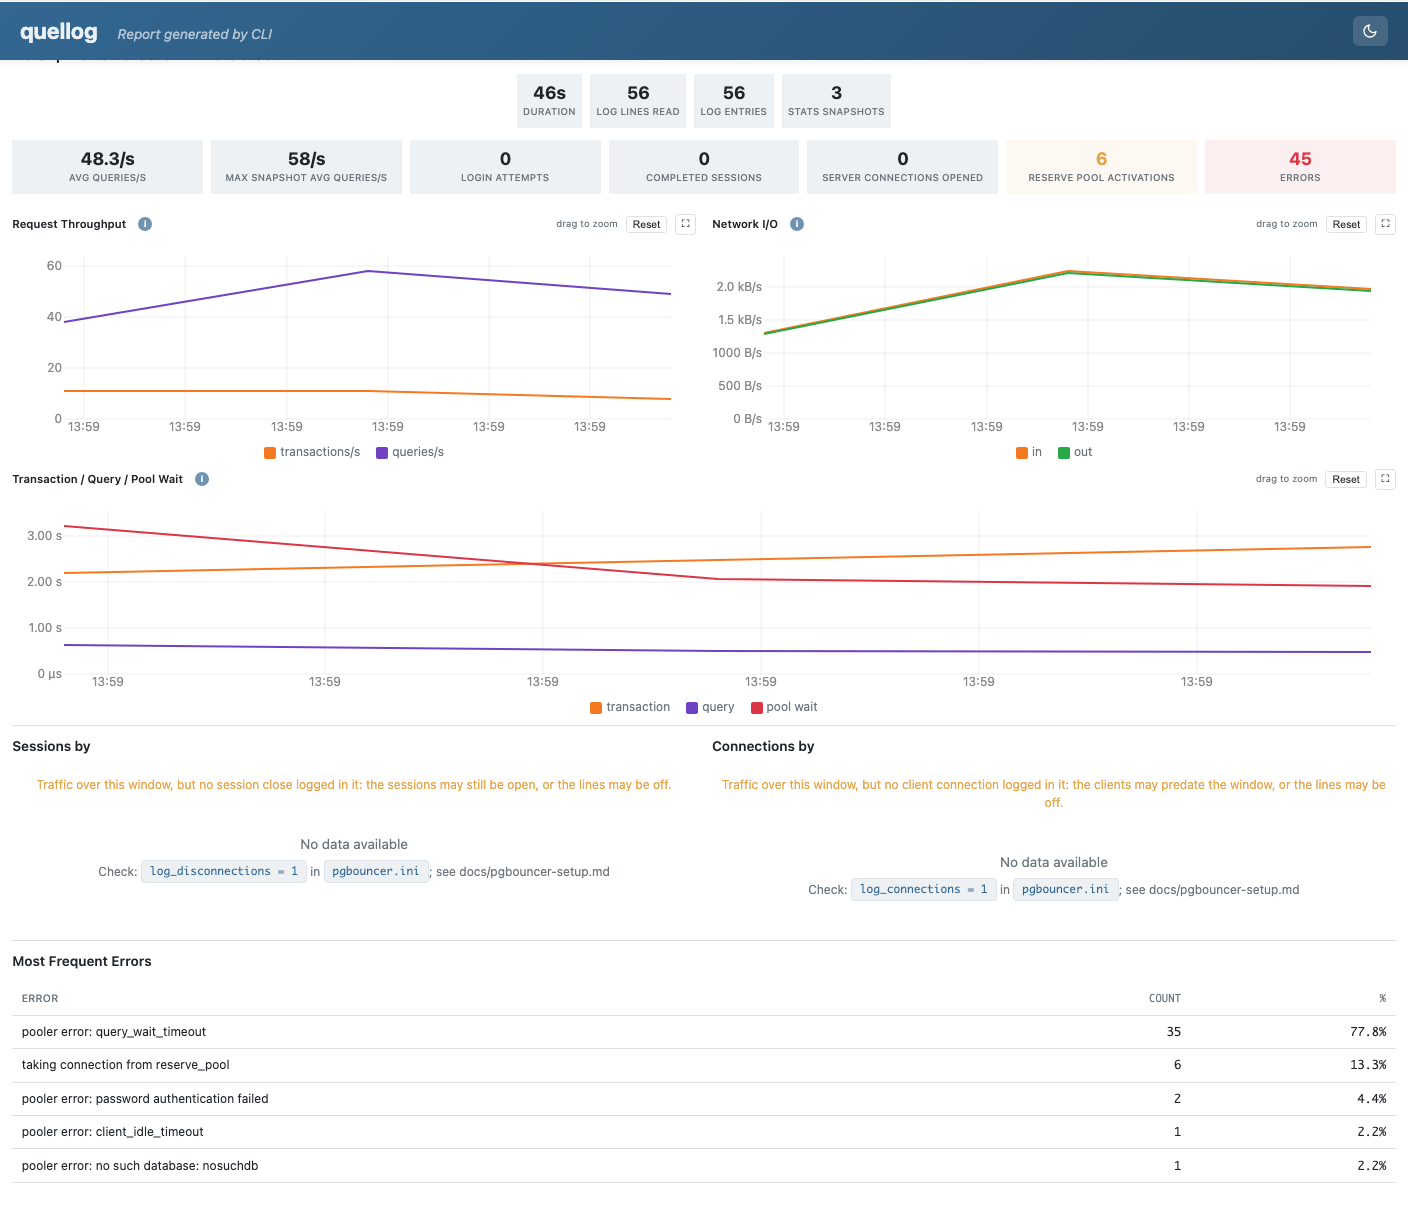 quellog
Report generated by CLI
46s
DURATION
56
LOG LINES READ
56
LOG ENTRIES
3
STATS SNAPSHOTS
48.3/s
AVG QUERIES/S
58/s
MAX SNAPSHOT AVG QUERIES/S
0
LOGIN ATTEMPTS
0
COMPLETED SESSIONS
0
SERVER CONNECTIONS OPENED
6
RESERVE POOL ACTIVATIONS
45
ERRORS
Request Throughput i
drag to zoom Reset
60
40
20
0
13:59 13:59 13:59 13:59 13:59 13:59
transactions/s queries/s
Network I/O i
drag to zoom Reset
2.0 kB/s
1.5 kB/s
1000 B/s
500 B/s
0 B/s
13:59 13:59 13:59 13:59 13:59 13:59
in out
Transaction / Query / Pool Wait i
drag to zoom Reset
3.00 s
2.00 s
1.00 s
0 µs
13:59 13:59 13:59 13:59 13:59 13:59
transaction query pool wait
Sessions by
Traffic over this window, but no session close logged in it: the sessions may still be open, or the lines may be off.
No data available
Check: log_disconnections = 1 in pgbouncer.ini; see docs/pgbouncer-setup.md
Connections by
Traffic over this window, but no client connection logged in it: the clients may predate the window, or the lines may be
off.
No data available
Check: log_connections = 1 in pgbouncer.ini; see docs/pgbouncer-setup.md
Most Frequent Errors
ERROR COUNT %
pooler error: query_wait_timeout 35 77.8%
taking connection from reserve_pool 6 13.3%
pooler error: password authentication failed 2 4.4%
pooler error: client_idle_timeout 1 2.2%
pooler error: no such database: nosuchdb 1 2.2%